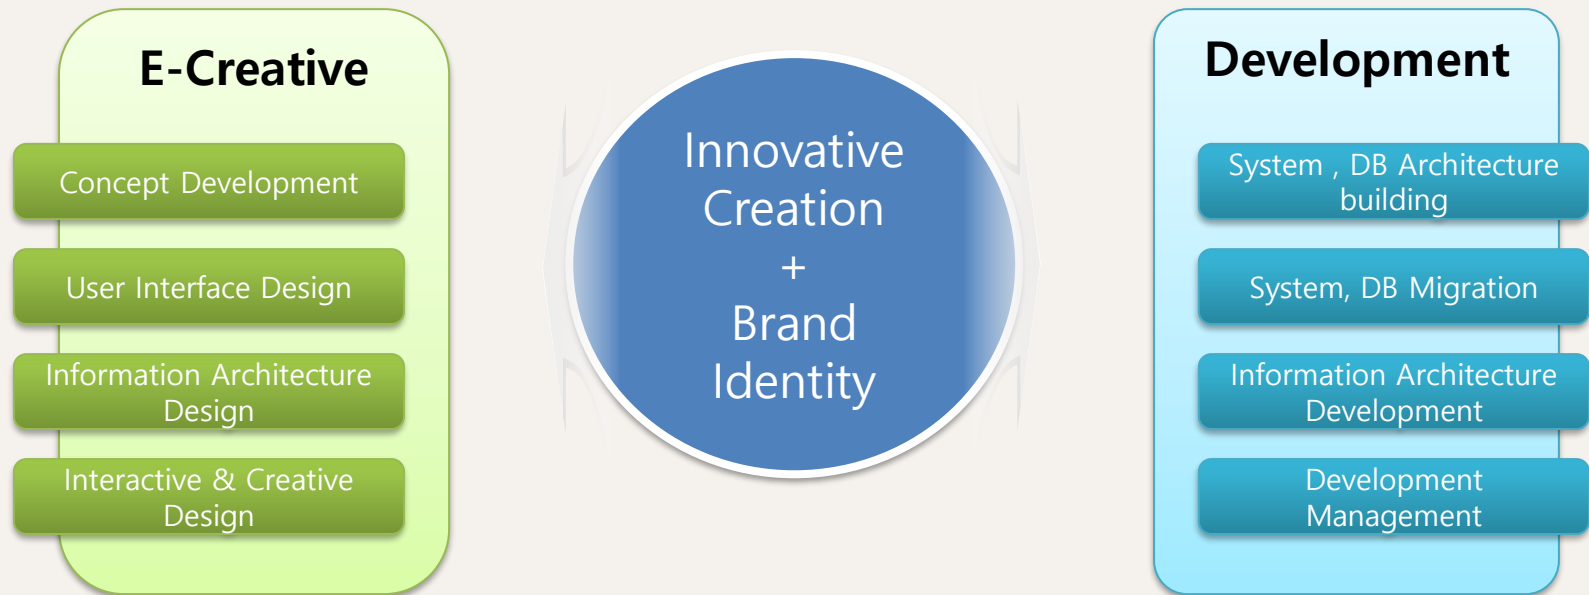 E-Creative
Concept Development
User Interface Design
Information Architecture
Design
Interactive & Creative
Design
Innovative
Creation
+
Brand
Identity
Development
System , DB Architecture
building
System, DB Migration
Information Architecture
Development
Development
Management